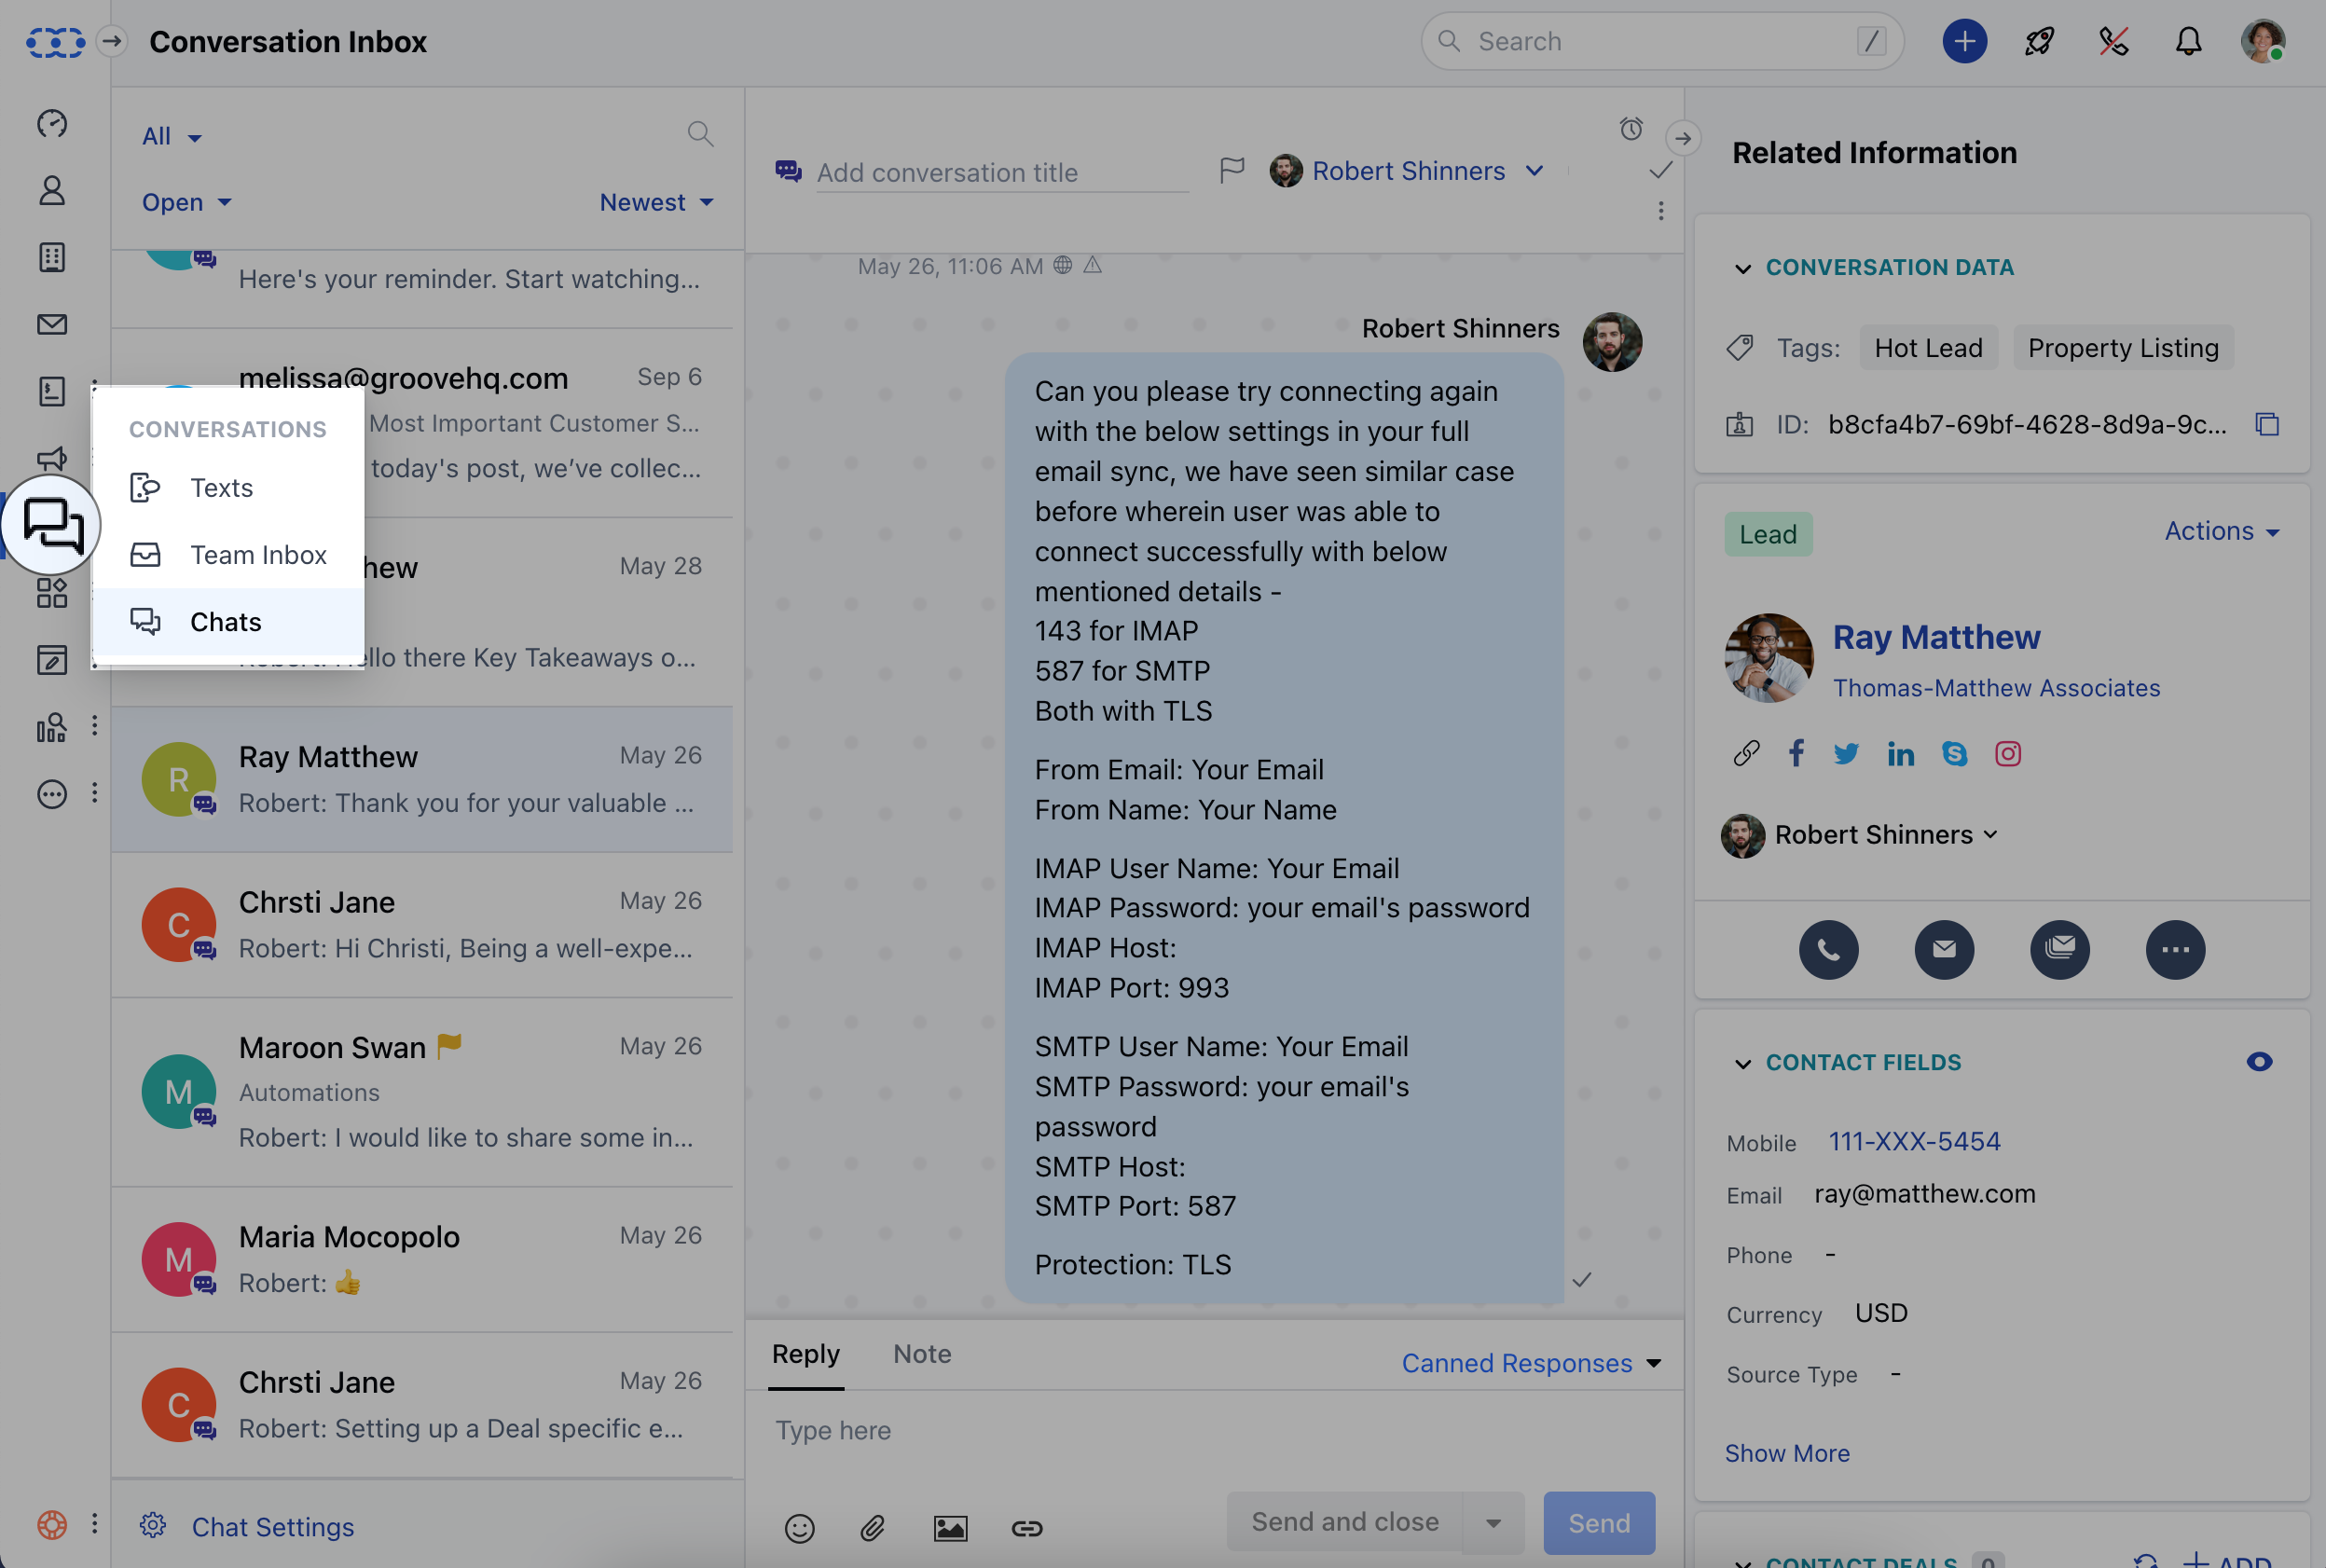 Conversation Inbox
Search
/
All
Open
Newest
Here's your reminder. Start watching...
melissa@groovehq.com
Sep 6
Most Important Customer S...
today's post, we’ve collec...
CONVERSATIONS
Texts
Team Inbox
Chats
hew
May 28
llo there Key Takeaways o...
R
Ray Matthew
May 26
Robert: Thank you for your valuable ...
C
Chrsti Jane
May 26
Robert: Hi Christi, Being a well-expe...
M
Maroon Swan
May 26
Automations
Robert: I would like to share some in...
M
Maria Mocopolo
May 26
Robert: 👍
C
Chrsti Jane
May 26
Robert: Setting up a Deal specific e...
Chat Settings
Add conversation title
Robert Shinners
May 26, 11:06 AM
Robert Shinners
Can you please try connecting again
with the below settings in your full
email sync, we have seen similar case
before wherein user was able to
connect successfully with below
mentioned details -
143 for IMAP
587 for SMTP
Both with TLS
From Email: Your Email
From Name: Your Name
IMAP User Name: Your Email
IMAP Password: your email's password
IMAP Host:
IMAP Port: 993
SMTP User Name: Your Email
SMTP Password: your email's
password
SMTP Host:
SMTP Port: 587
Protection: TLS
Reply
Note
Canned Responses
Type here
Send and close
Send
Related Information
CONVERSATION DATA
Tags:
Hot Lead
Property Listing
ID:
b8cfa4b7-69bf-4628-8d9a-9c...
Lead
Actions
Ray Matthew
Thomas-Matthew Associates
Robert Shinners
CONTACT FIELDS
Mobile
111-XXX-5454
Email
ray@matthew.com
Phone
-
Currency
USD
Source Type
-
Show More
CONTACT DEALS
0
ADD